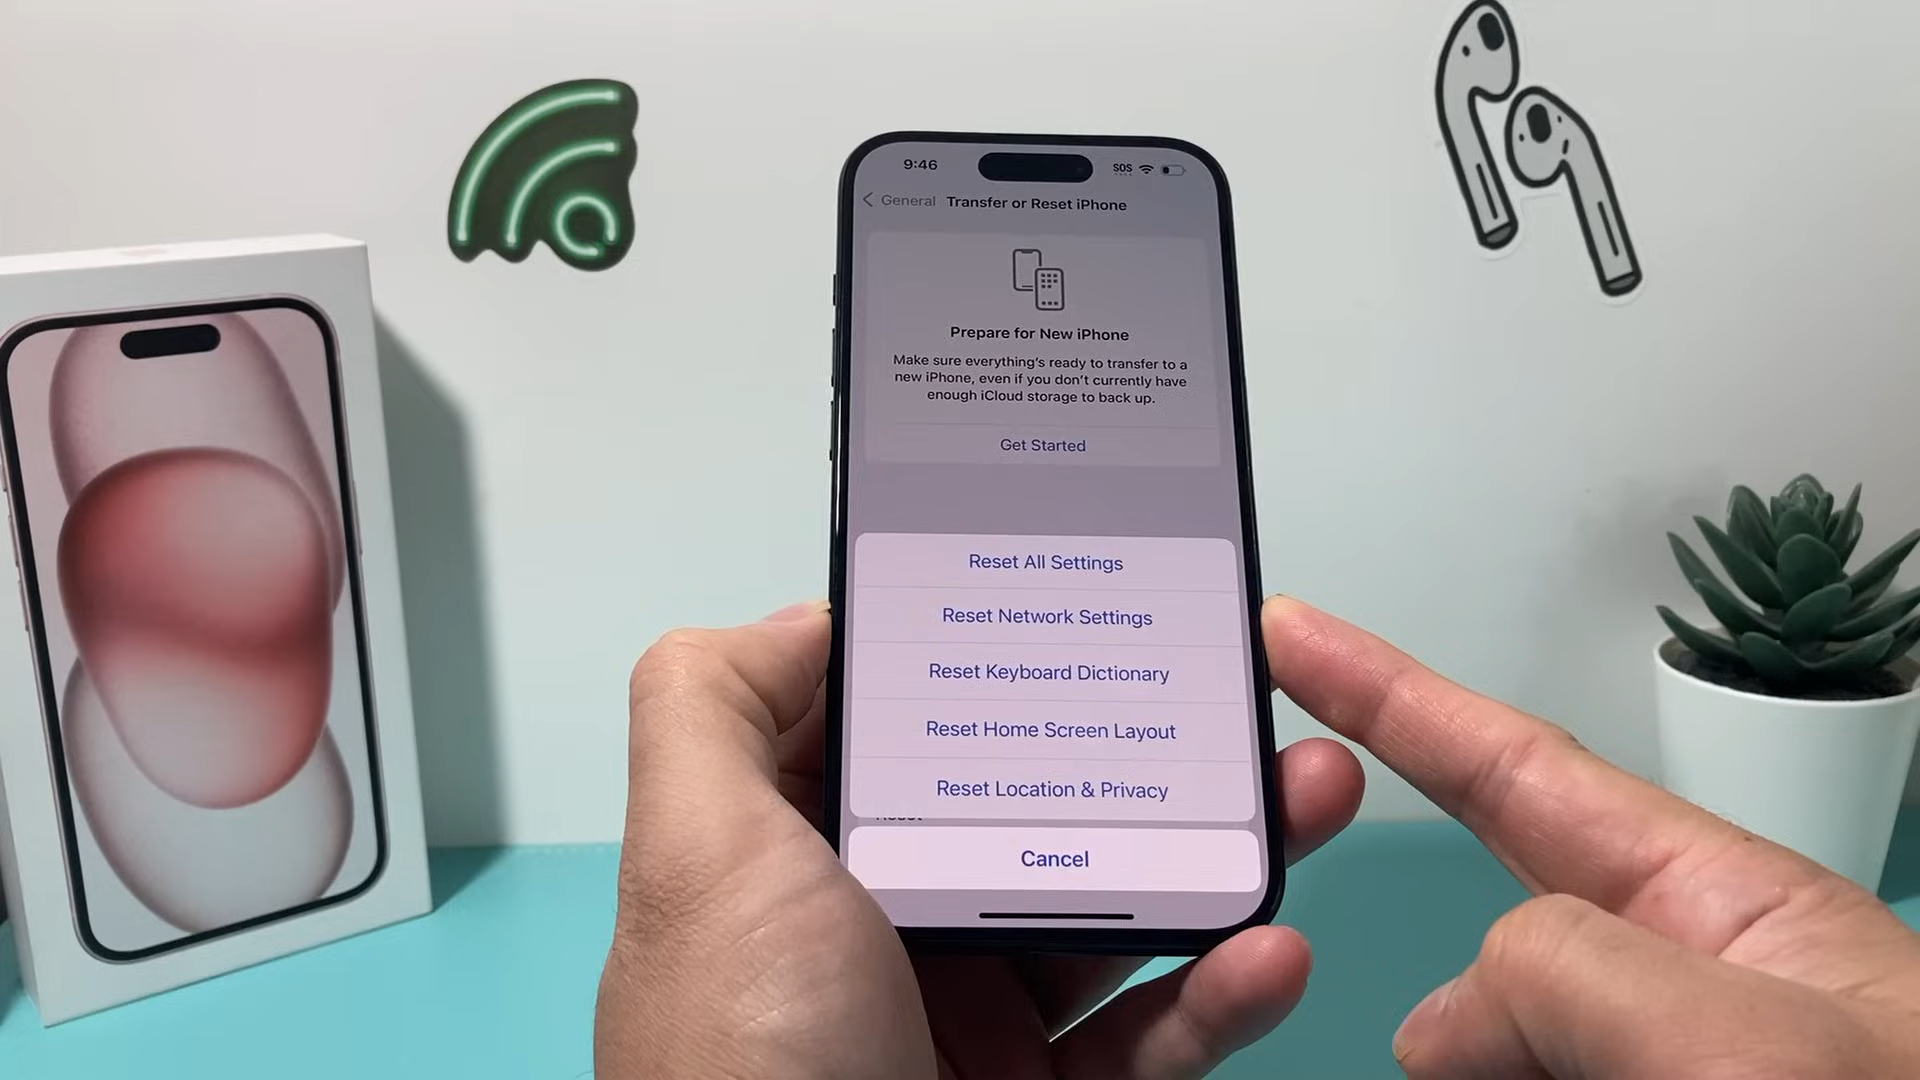 9:46
SOS
General
Transfer or Reset iPhone
Prepare for New iPhone
Make sure everything's ready to transfer to a
new iPhone, even if you don't currently have
enough iCloud storage to back up.
Get Started
Reset All Settings
Reset Network Settings
Reset Keyboard Dictionary
Reset Home Screen Layout
Reset Location & Privacy
Reset
Cancel